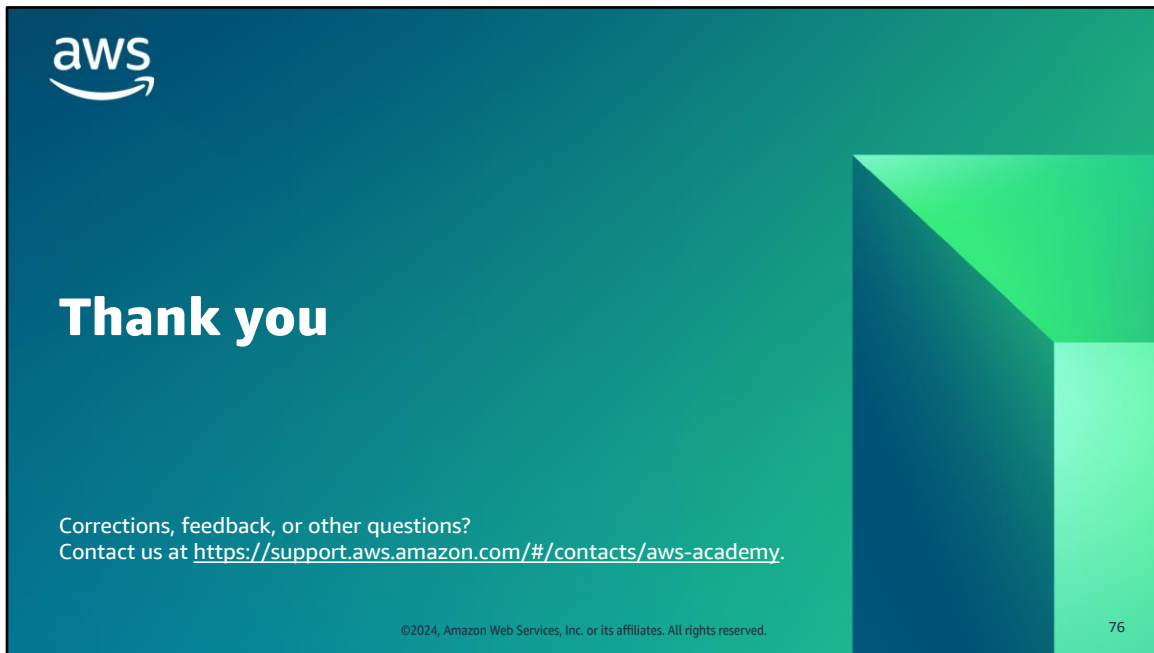 aws
Thank you
Corrections, feedback, or other questions?
Contact us at https://support.aws.amazon.com/#/contacts/aws-academy.
©2024, Amazon Web Services, Inc. or its affiliates. All rights reserved.
76